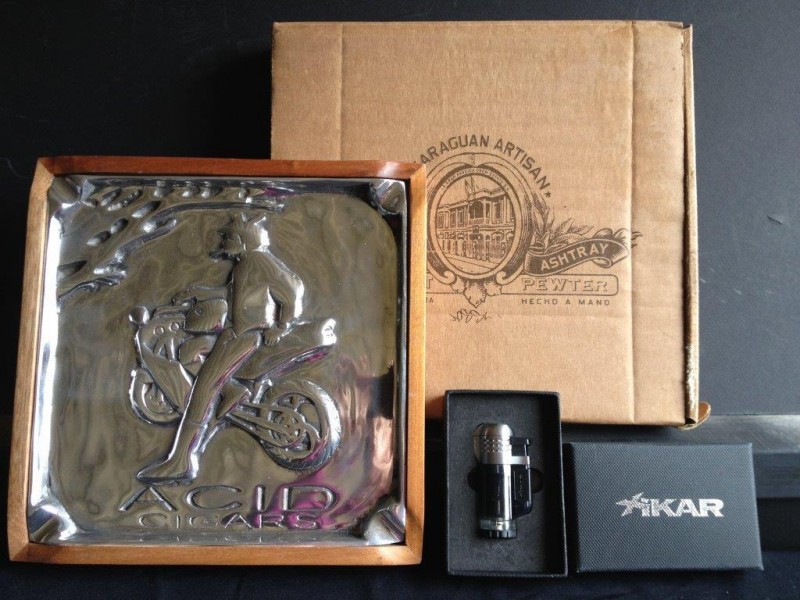 ARAGUAN ARTISAN
ASHTRAY
PEWTER
HECHO A MANO
ACID
CIGARS
XIKAR